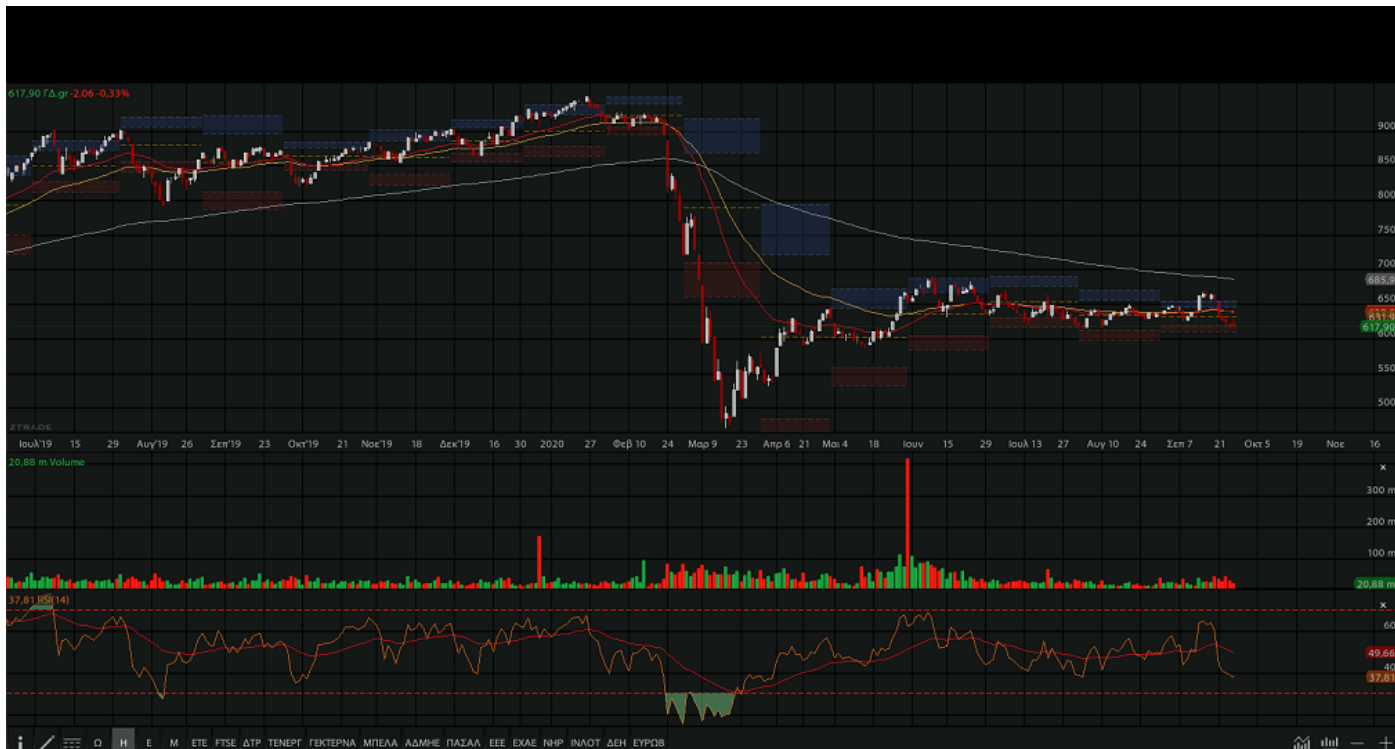 617,90 ΓΔ.gr -2,06 -0,33%
900
850
800
750
700
685,9
650
631,9
617,90
600
550
500
ZTRADE
Ιουλ'19 15 29 Αυγ'19 26 Σεπ'19 23 Οκτ'19 21 Νοε'19 18 Δεκ'19 16 30 2020 27 Φεβ 10 24 Μαρ 9 23 Απρ 6 21 Μαι 4 18 Ιουν 15 29 Ιουλ 13 27 Αυγ 10 24 Σεπ 7 21 Οκτ 5 19 Νοε 16
20,88 m Volume
300 m
200 m
100 m
20,88 m
37,81 RSI(14)
60
49,66
40
37,81
Ω Η Ε Μ ΕΤΕ FTSE ΔΤΡ ΤΕΝΕΡΓ ΓΕΚΤΕΡΝΑ ΜΠΕΛΑ ΑΔΜΗΕ ΠΑΣΑΛ ΕΕΕ ΕΧΑΕ ΝΗΡ ΙΝΛΟΤ ΔΕΗ ΕΥΡΩΒ